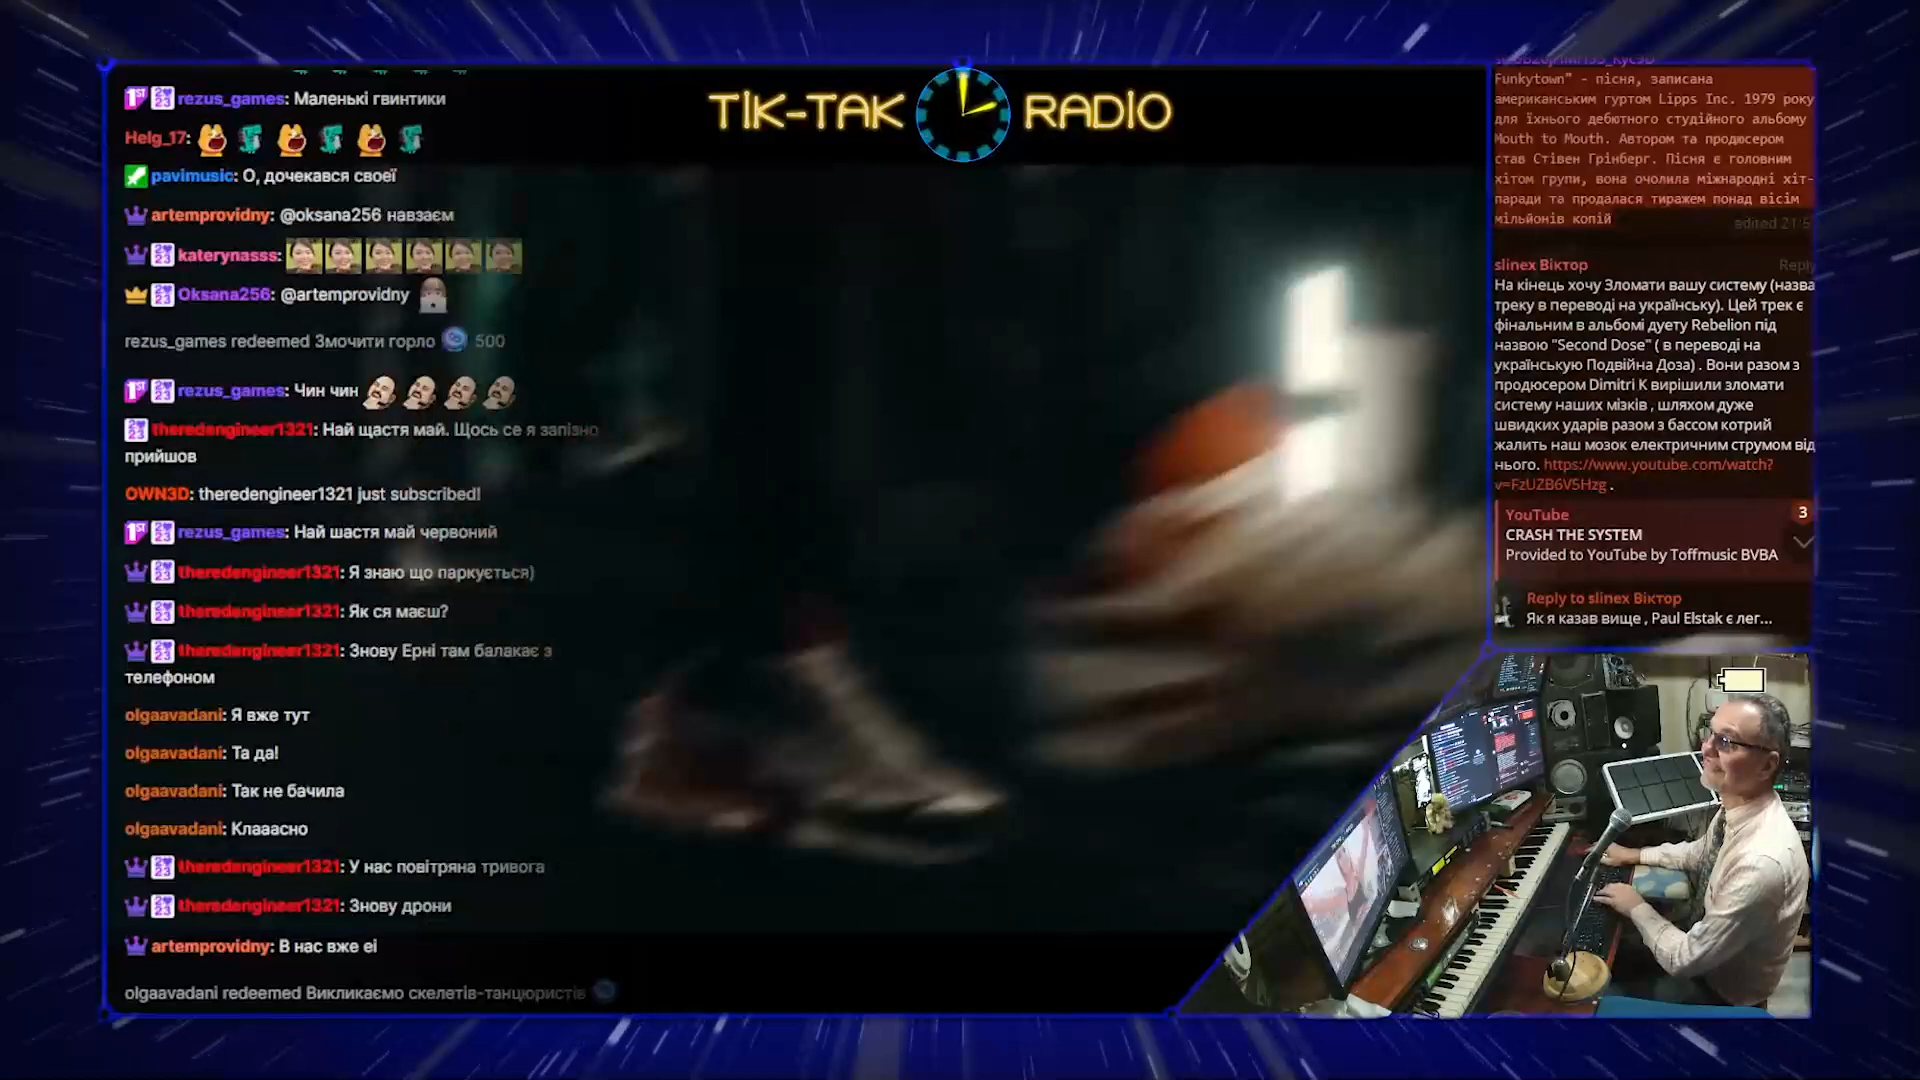 TIK-TAK RADIO
rezus_games: Маленькі гвинтики
Helg_17:
pavimusic: О, дочекався своєї
artemprovidny: @oksana256 навзаєм
katerynasss:
Oksana256: @artemprovidny
rezus_games redeemed Змочити горло 500
rezus_games: Чин чин
theredengineer1321: Най щастя май. Щось се я запізно
прийшов
OWN3D: theredengineer1321 just subscribed!
rezus_games: Най шастя май червоний
theredengineer1321: Я знаю що паркується)
theredengineer1321: Як ся маєш?
theredengineer1321: Знову Ерні там балакає з
телефоном
olgaavadani: Я вже тут
olgaavadani: Та да!
olgaavadani: Так не бачила
olgaavadani: Клааасно
theredengineer1321: У нас повітряна тривога
theredengineer1321: Знову дрони
artemprovidny: В нас вже еі
olgaavadani redeemed Викликаємо скелетів-танцюристів
Funkytown" - пісня, записана
американським гуртом Lipps Inc. 1979 року
для їхнього дебютного студійного альбому
Mouth to Mouth. Автором та продюсером
став Стівен Грінберг. Пісня є головним
хітом групи, вона очолила міжнародні хіт-
паради та продалася тиражем понад вісім
мільйонів копій
edited 21:5
slinex Віктор
Reply
На кінець хочу Зломати вашу систему (назва
треку в переводі на українську). Цей трек є
фінальним в альбомі дуету Rebelion під
назвою "Second Dose" ( в переводі на
українською Подвійна Доза) . Вони разом з
продюсером Dimitri K вирішили зломати
систему наших мізків , шляхом дуже
швидких ударів разом з бассом котрий
жалить наш мозок електричним струмом від
нього. https://www.youtube.com/watch?
v=FzUZB6V5Hzg .
YouTube 3
CRASH THE SYSTEM
Provided to YouTube by Toffmusic BVBA
Reply to slinex Віктор
Як я казав вище , Paul Elstak є лег...